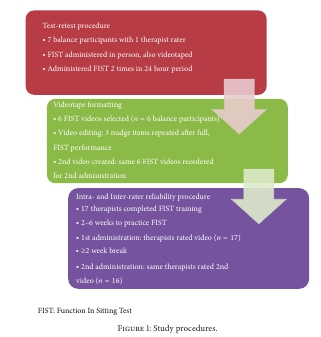 Test-retest procedure
• 7 balance participants with 1 therapist rater
• FIST administered in person, also videotaped
• Administered FIST 2 times in 24 hour period
Videotape formatting
• 6 FIST videos selected (n = 6 balance participants)
• Video editing: 3 nudge items repeated after full,
FIST performance
• 2nd video created: same 6 FIST videos reordered
for 2nd administration
Intra- and Inter-rater reliability procedure
• 17 therapists completed FIST training
• 2–6 weeks to practice FIST
• 1st administration: therapists rated video (n = 17)
• ≥2 week break
• 2nd administration: same therapists rated 2nd
video (n = 16)
FIST: Function In Sitting Test
Figure 1: Study procedures.